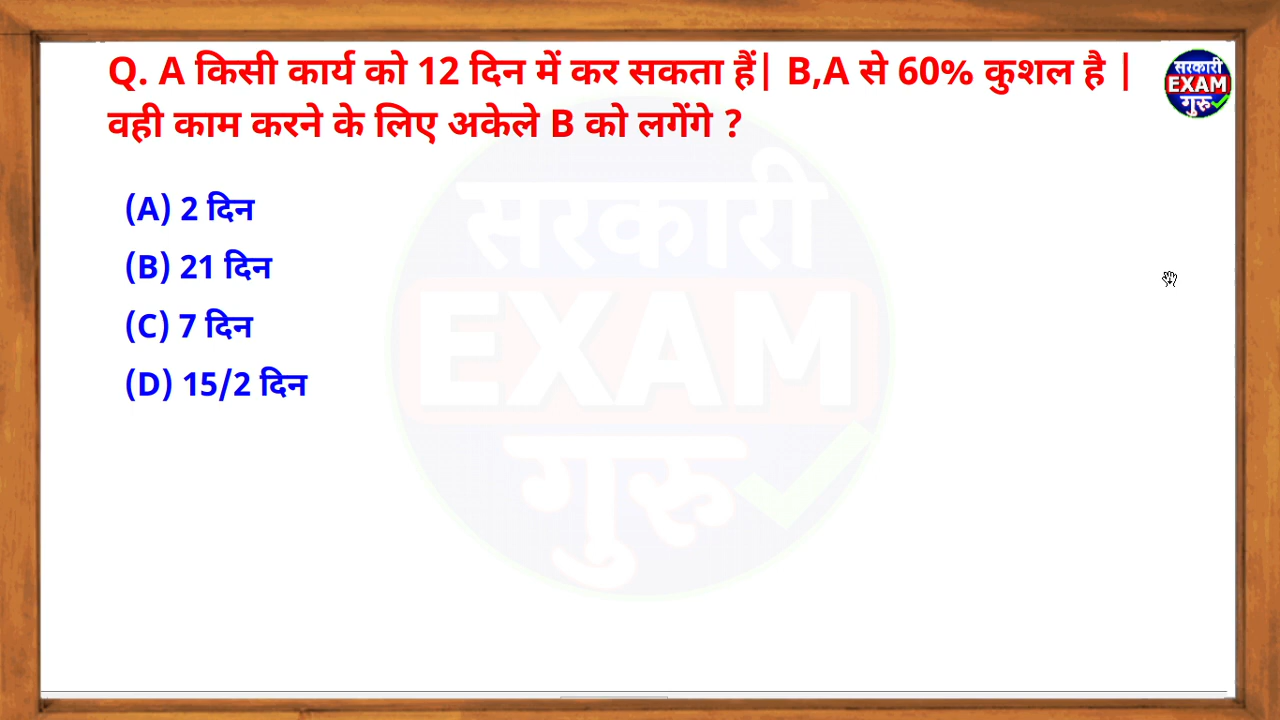 Q. A किसी कार्य को 12 दिन में कर सकता हैं| B,A से 60% कुशल है |
वही काम करने के लिए अकेले B को लगेंगे ?
सरकारी
EXAM
गुरु
(A) 2 दिन
(B) 21 दिन
(C) 7 दिन
(D) 15/2 दिन
सरकारी
EXAM
गुरु